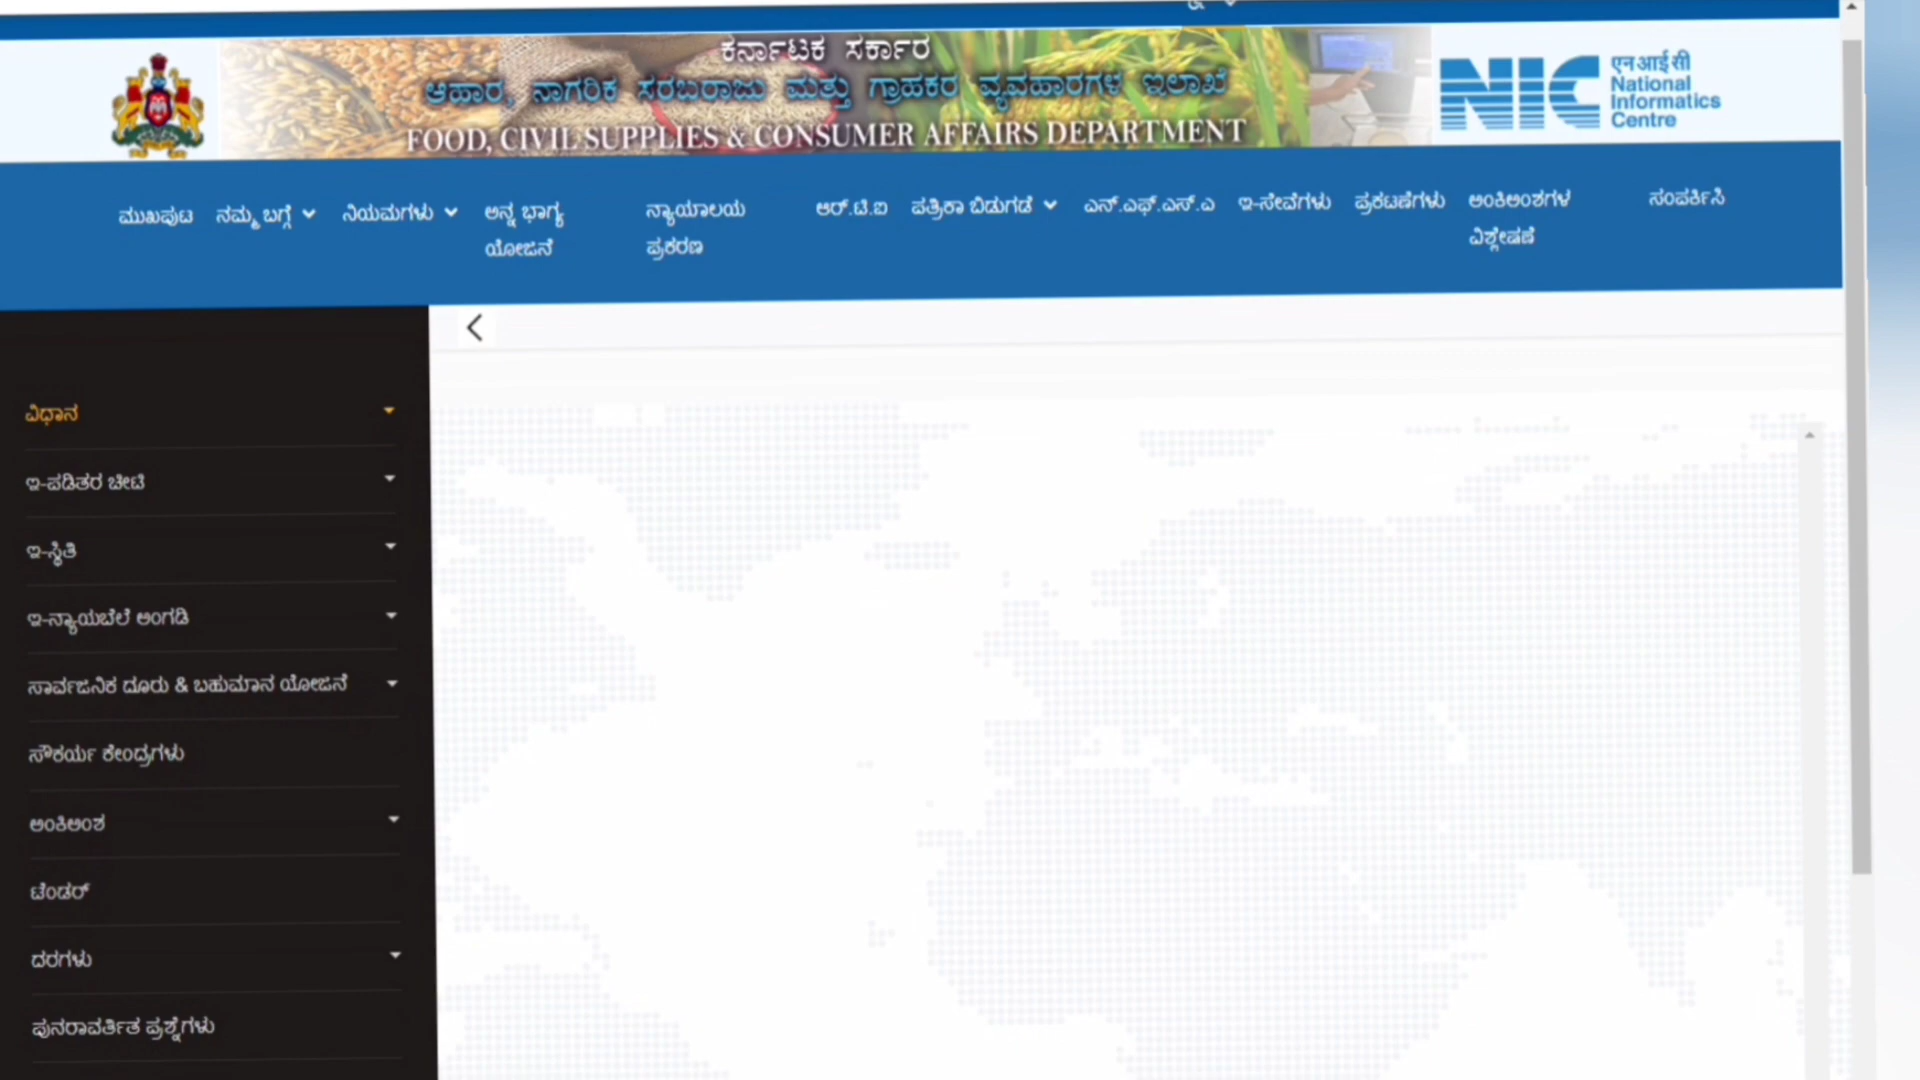 ಕರ್ನಾಟಕ ಸರ್ಕಾರ
ಆಹಾರ, ನಾಗರಿಕ ಸರಬರಾಜು ಮತ್ತು ಗ್ರಾಹಕರ ವ್ಯವಹಾರಗಳ ಇಲಾಖೆ
FOOD, CIVIL SUPPLIES & CONSUMER AFFAIRS DEPARTMENT
NIC
एन आई सी
National
Informatics
Centre
ಮುಖಪುಟ ನಮ್ಮ ಬಗ್ಗೆ ನಿಯಮಗಳು ಅನ್ನ ಭಾಗ್ಯ ನ್ಯಾಯಾಲಯ ಆರ್.ಟಿ.ಐ ಪತ್ರಿಕಾ ಬಿಡುಗಡೆ ಎನ್.ಎಫ್.ಎಸ್.ಎ ಇ-ಸೇವೆಗಳು ಪ್ರಕಟಣೆಗಳು ಅಂಕಿಅಂಶಗಳ ಸಂಪರ್ಕಿಸಿ
ಯೋಜನೆ ಪ್ರಕರಣ ವಿಶ್ಲೇಷಣೆ
ವಿಧಾನ
ಇ-ಪಡಿತರ ಚೀಟಿ
ಇ-ಸ್ಥಿತಿ
ಇ-ನ್ಯಾಯಬೆಲೆ ಅಂಗಡಿ
ಸಾರ್ವಜನಿಕ ದೂರು & ಬಹುಮಾನ ಯೋಜನೆ
ಸೌಕರ್ಯ ಕೇಂದ್ರಗಳು
ಅಂಕಿಅಂಶ
ಟೆಂಡರ್
ದರಗಳು
ಪುನರಾವರ್ತಿತ ಪ್ರಶ್ನೆಗಳು